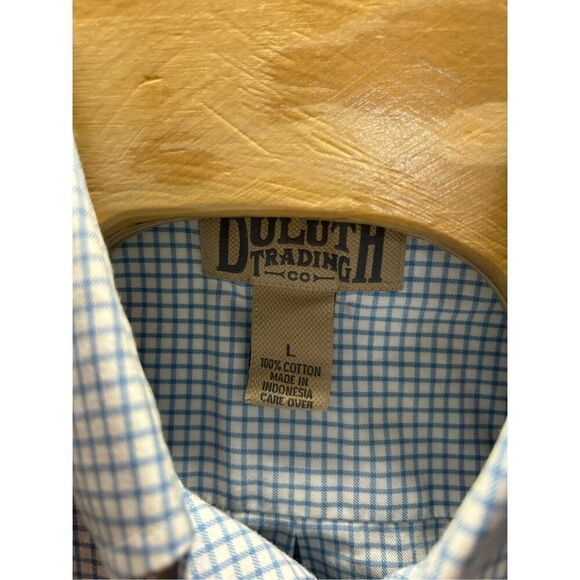 DULUTH
TRADING
CO
L
100% COTTON
MADE IN
INDONESIA
CARE OVER